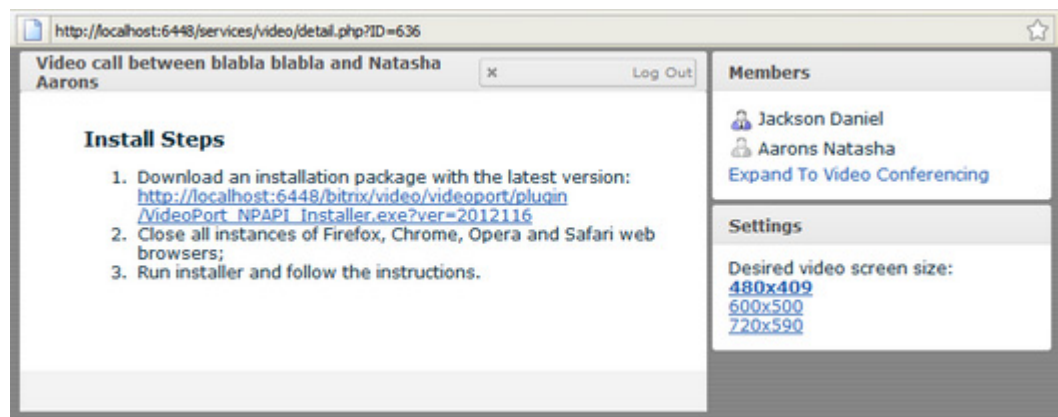 http://localhost:6448/services/video/detail.php?ID=636
Video call between blabla blabla and Natasha
Aarons
× Log Out
Install Steps
1. Download an installation package with the latest version:
http://localhost:6448/bitrix/video/videoport/plugin
/VideoPort_NPAPI_Installer.exe?ver=2012116
2. Close all instances of Firefox, Chrome, Opera and Safari web
browsers;
3. Run installer and follow the instructions.
Members
Jackson Daniel
Aarons Natasha
Expand To Video Conferencing
Settings
Desired video screen size:
480x409
600x500
720x590